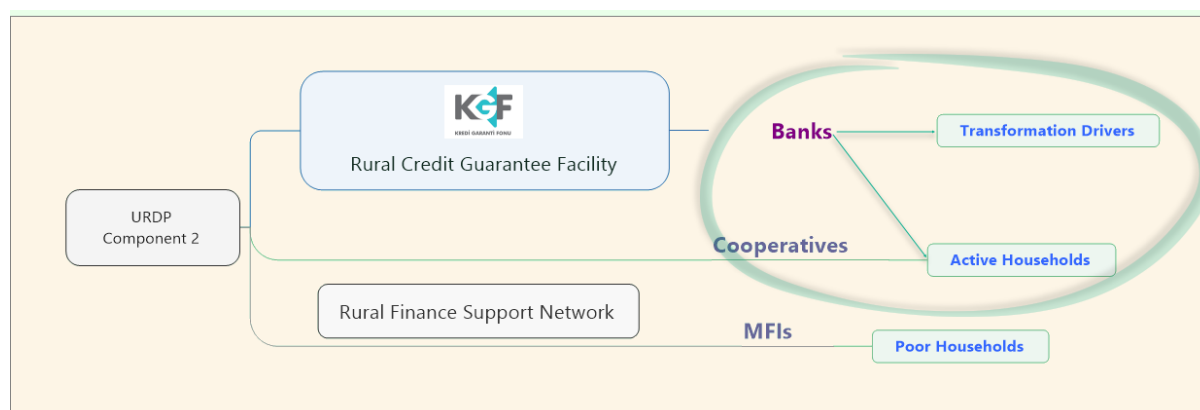 URDP
Component 2
KGF
KREDİ GARANTİ FONU
Rural Credit Guarantee Facility
Banks
Transformation Drivers
Cooperatives
Active Households
Rural Finance Support Network
MFIs
Poor Households